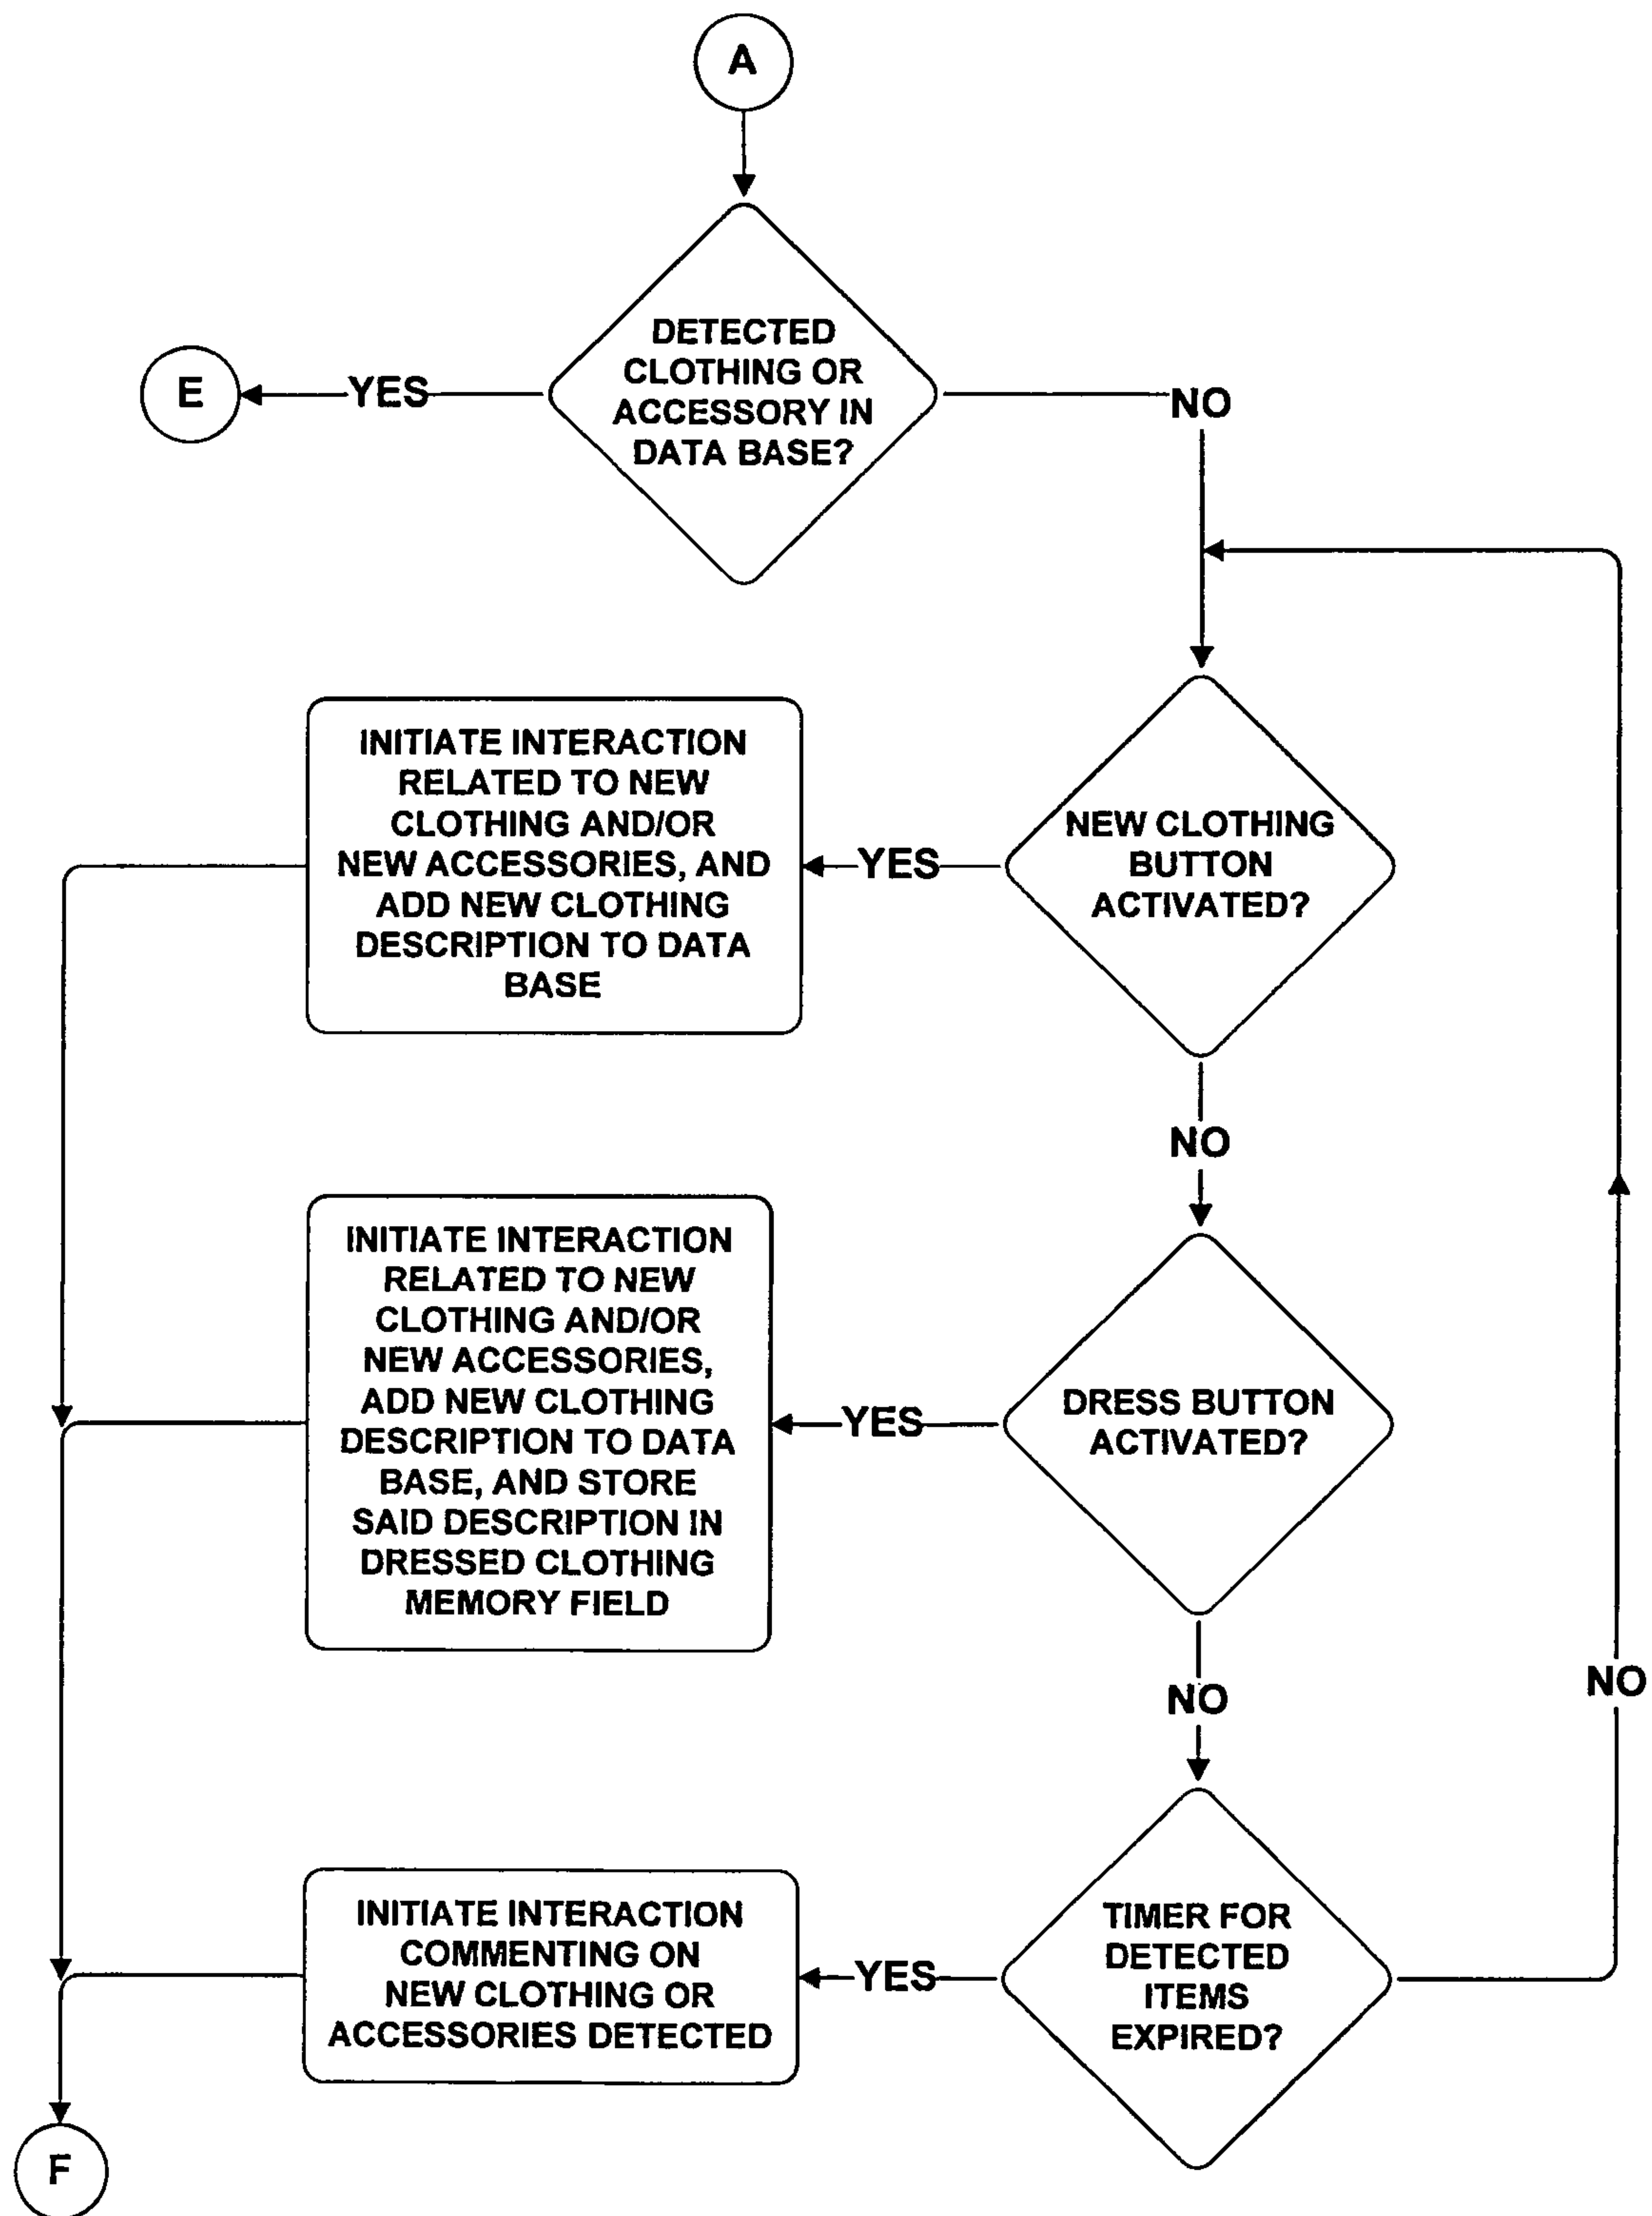 A
DETECTED
CLOTHING OR
ACCESSORY IN
DATA BASE?
E
YES
NO
INITIATE INTERACTION
RELATED TO NEW
CLOTHING AND/OR
NEW ACCESSORIES, AND
ADD NEW CLOTHING
DESCRIPTION TO DATA
BASE
YES
NEW CLOTHING
BUTTON
ACTIVATED?
NO
INITIATE INTERACTION
RELATED TO NEW
CLOTHING AND/OR
NEW ACCESSORIES,
ADD NEW CLOTHING
DESCRIPTION TO DATA
BASE, AND STORE
SAID DESCRIPTION IN
DRESSED CLOTHING
MEMORY FIELD
YES
DRESS BUTTON
ACTIVATED?
NO
NO
INITIATE INTERACTION
COMMENTING ON
NEW CLOTHING OR
ACCESSORIES DETECTED
YES
TIMER FOR
DETECTED
ITEMS
EXPIRED?
F